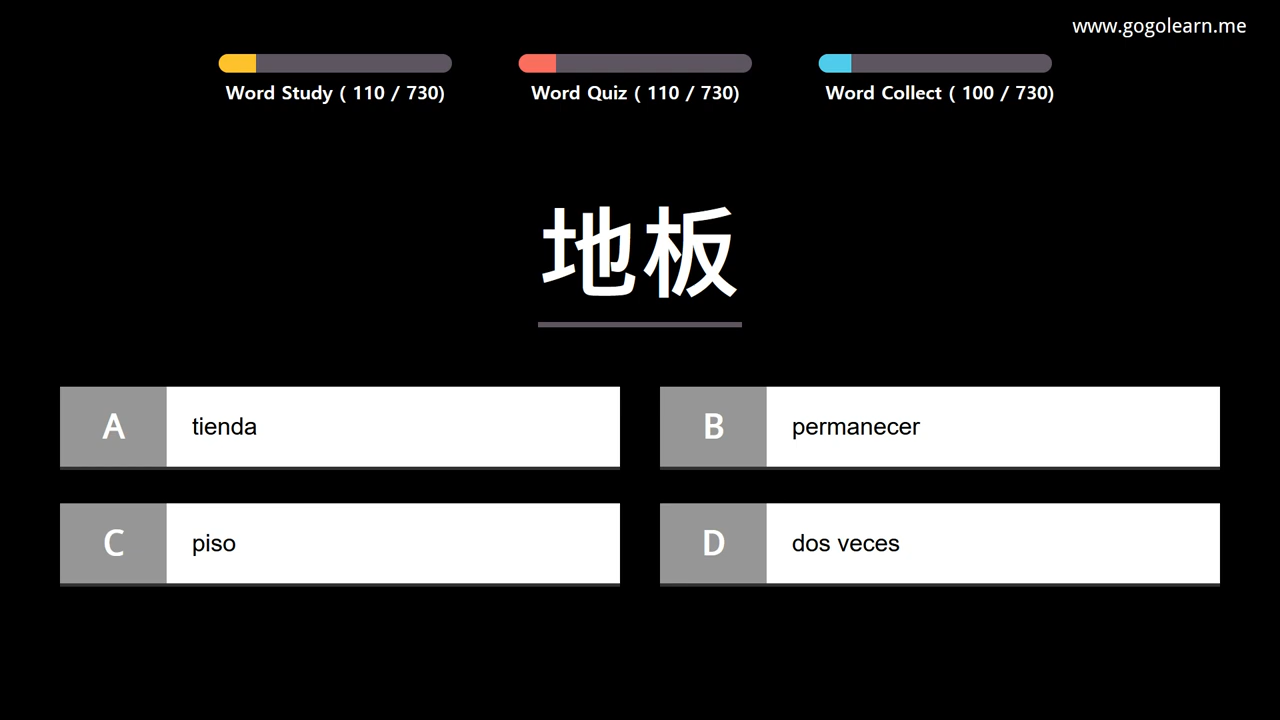 www.gogolearn.me
Word Study ( 110 / 730)
Word Quiz ( 110 / 730)
Word Collect ( 100 / 730)
地板
A tienda
B permanecer
C piso
D dos veces